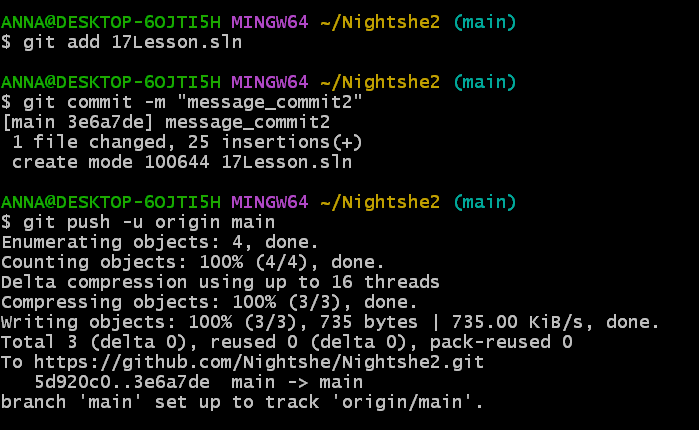 ANNA@DESKTOP-6OJTI5H MINGW64 ~/Nightshe2 (main)
$ git add 17Lesson.sln
ANNA@DESKTOP-6OJTI5H MINGW64 ~/Nightshe2 (main)
$ git commit -m "message_commit2"
[main 3e6a7de] message_commit2
 1 file changed, 25 insertions(+)
 create mode 100644 17Lesson.sln
ANNA@DESKTOP-6OJTI5H MINGW64 ~/Nightshe2 (main)
$ git push -u origin main
Enumerating objects: 4, done.
Counting objects: 100% (4/4), done.
Delta compression using up to 16 threads
Compressing objects: 100% (3/3), done.
Writing objects: 100% (3/3), 735 bytes | 735.00 KiB/s, done.
Total 3 (delta 0), reused 0 (delta 0), pack-reused 0
To https://github.com/Nightshe/Nightshe2.git
   5d920c0..3e6a7de  main -> main
branch 'main' set up to track 'origin/main'.